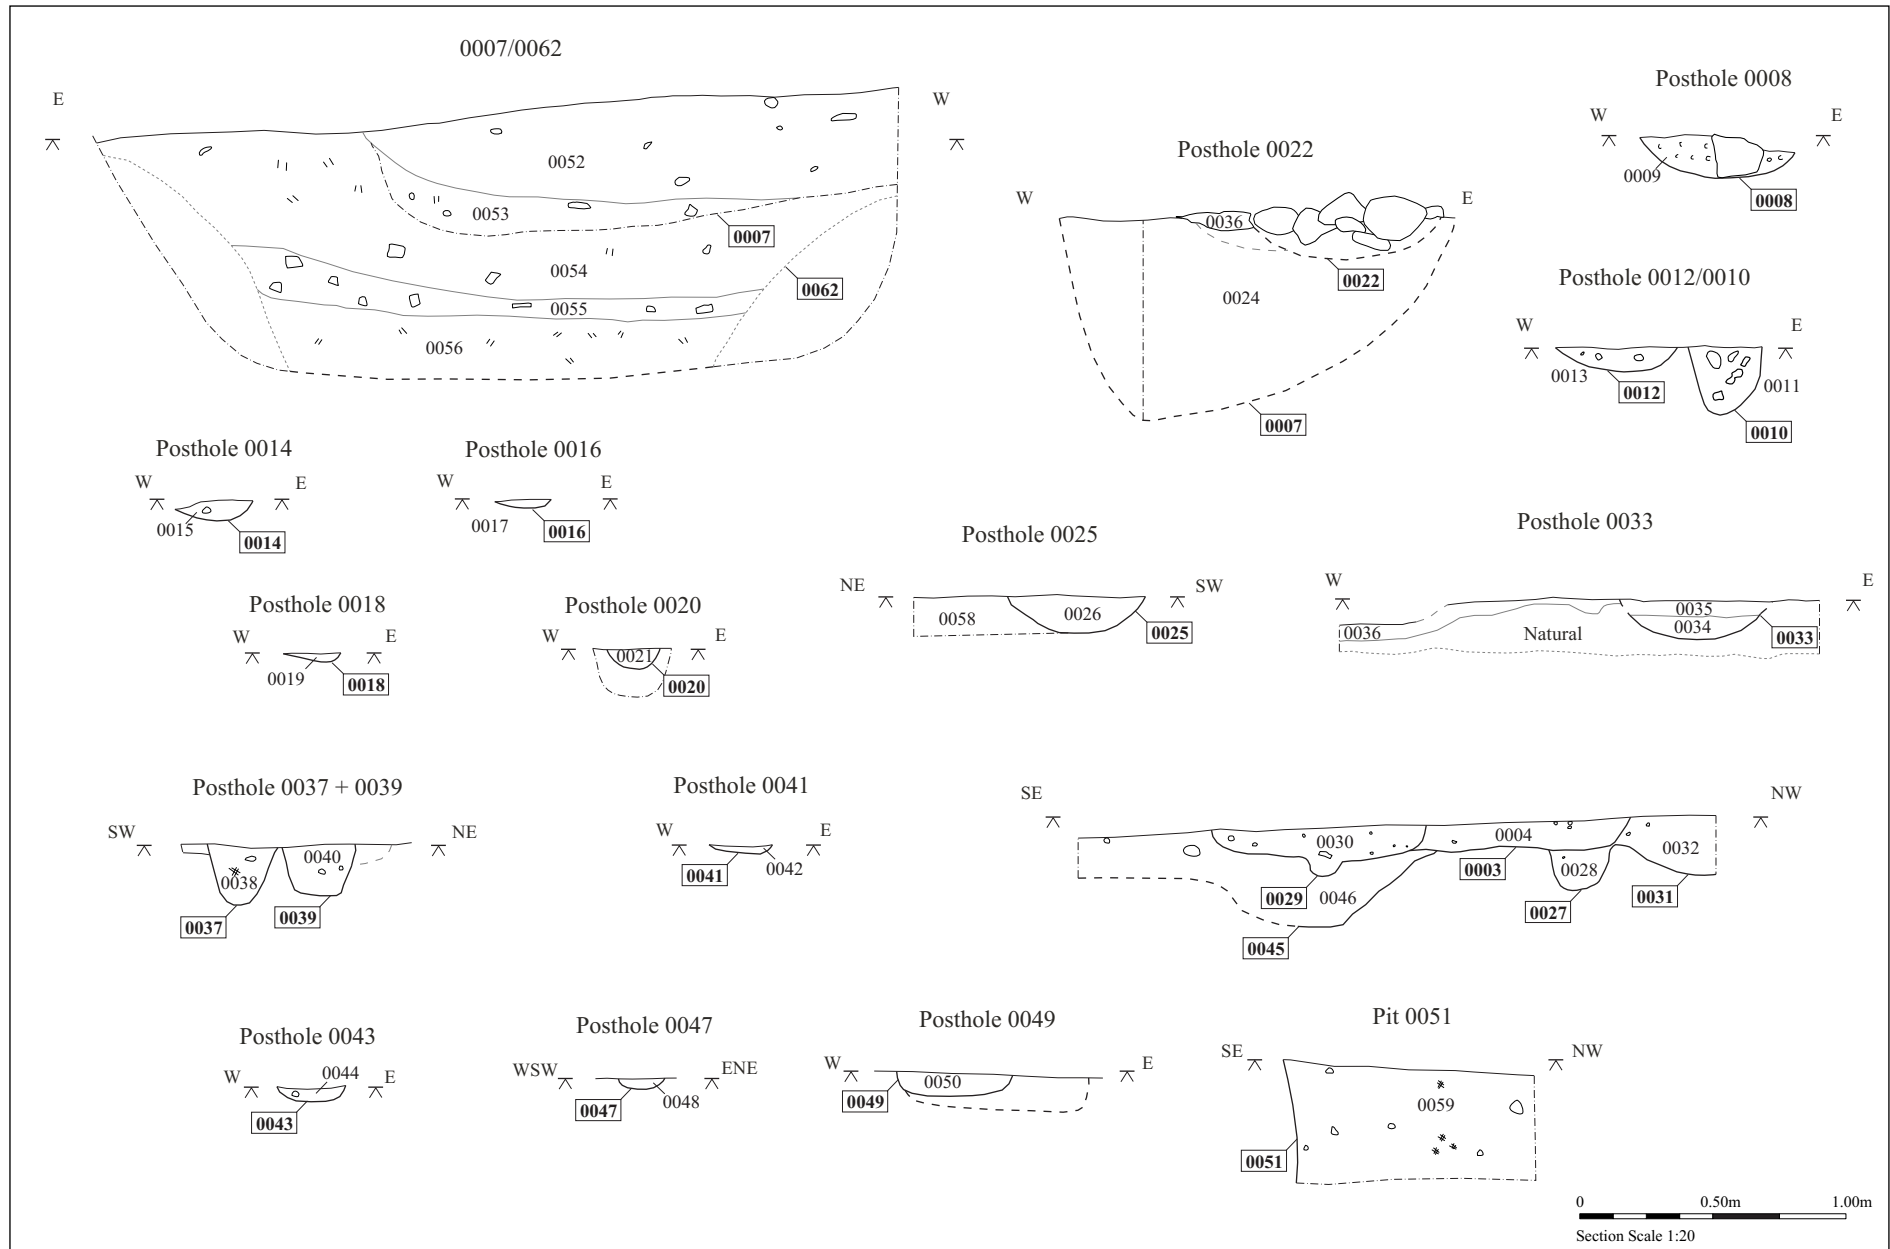 0007/0062
E
W
0052
0053
0007
0054
0062
0055
0056
Posthole 0022
W
E
0036
0022
0024
0007
Posthole 0008
W
E
0009
0008
Posthole 0012/0010
W
E
0013
0012
0011
0010
Posthole 0014
W
E
0015
0014
Posthole 0016
W
E
0017
0016
Posthole 0018
W
E
0019
0018
Posthole 0020
W
E
0021
0020
Posthole 0025
NE
SW
0058
0026
0025
Posthole 0033
W
E
0035
0036
Natural
0034
0033
Posthole 0037 + 0039
SW
NE
0040
0038
0037
0039
Posthole 0041
W
E
0041
0042
SE
NW
0030
0004
0032
0028
0003
0029
0046
0027
0031
0045
Posthole 0043
W
E
0044
0043
Posthole 0047
WSW
ENE
0047
0048
Posthole 0049
W
E
0050
0049
Pit 0051
SE
NW
0059
0051
0 0.50m 1.00m
Section Scale 1:20